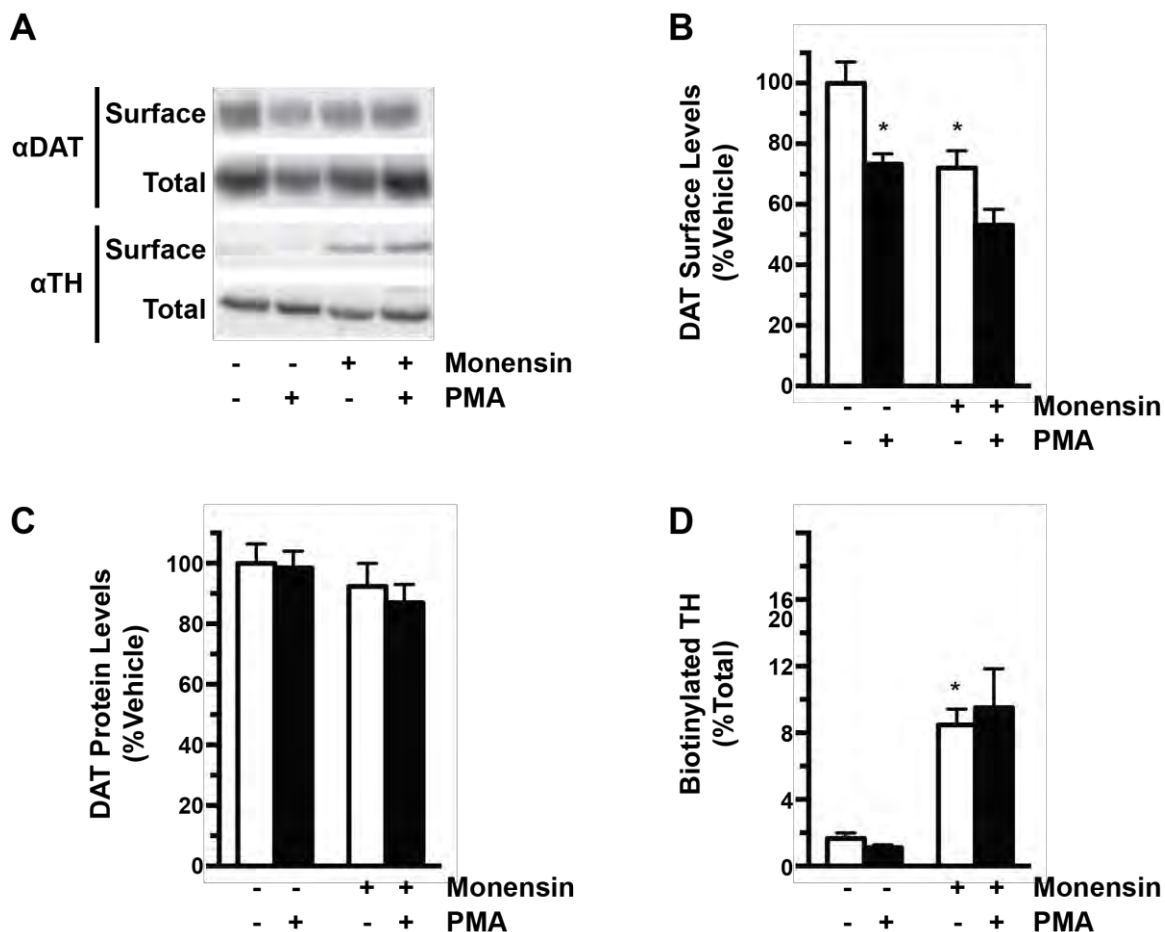 A
αDAT
Surface
Total
αTH
Surface
Total
- - + + Monensin
- + - + PMA
B
DAT Surface Levels
(%Vehicle)
100
80
60
40
20
0
* *
- - + + Monensin
- + - + PMA
C
DAT Protein Levels
(%Vehicle)
100
80
60
40
20
0
- - + + Monensin
- + - + PMA
D
Biotinylated TH
(%Total)
16
20
12
8
4
0
*
- - + + Monensin
- + - + PMA